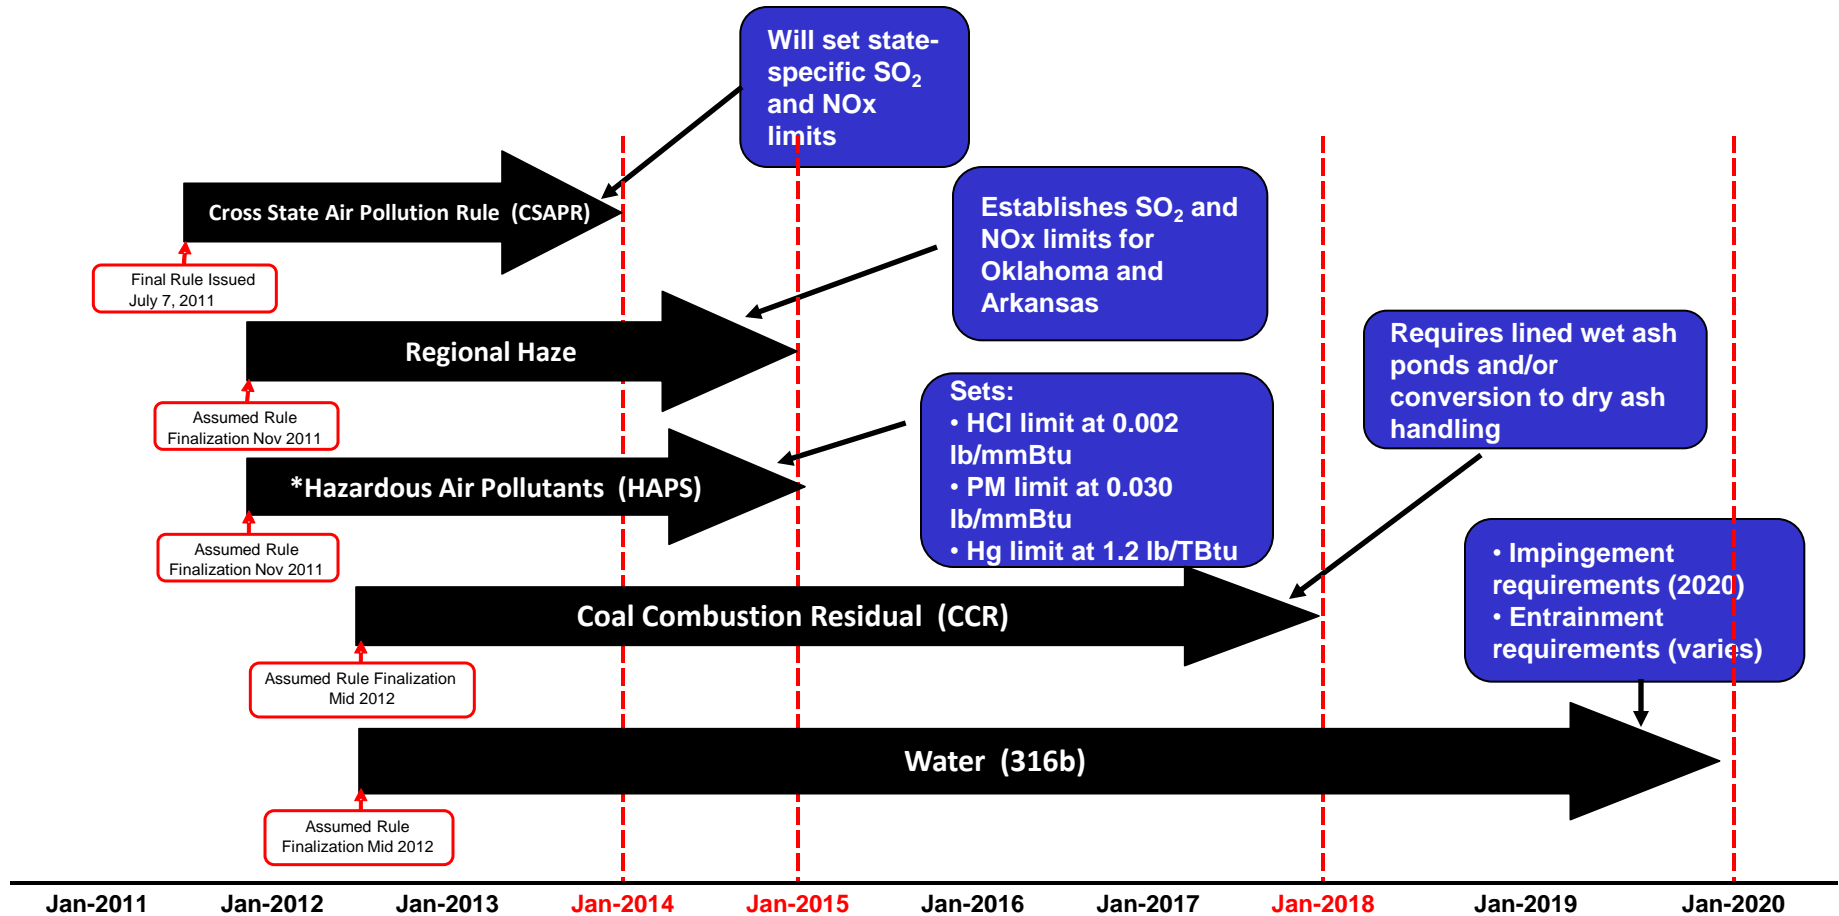 Will set state-
specific SO₂
and NOx
limits
Cross State Air Pollution Rule (CSAPR)
Final Rule Issued
July 7, 2011
Establishes SO₂ and
NOx limits for
Oklahoma and
Arkansas
Regional Haze
Assumed Rule
Finalization Nov 2011
Requires lined wet ash
ponds and/or
conversion to dry ash
handling
Sets:
• HCl limit at 0.002
lb/mmBtu
• PM limit at 0.030
lb/mmBtu
• Hg limit at 1.2 lb/TBtu
*Hazardous Air Pollutants (HAPS)
Assumed Rule
Finalization Nov 2011
• Impingement
requirements (2020)
• Entrainment
requirements (varies)
Coal Combustion Residual (CCR)
Assumed Rule Finalization
Mid 2012
Water (316b)
Assumed Rule
Finalization Mid 2012
Jan-2011 Jan-2012 Jan-2013 Jan-2014 Jan-2015 Jan-2016 Jan-2017 Jan-2018 Jan-2019 Jan-2020